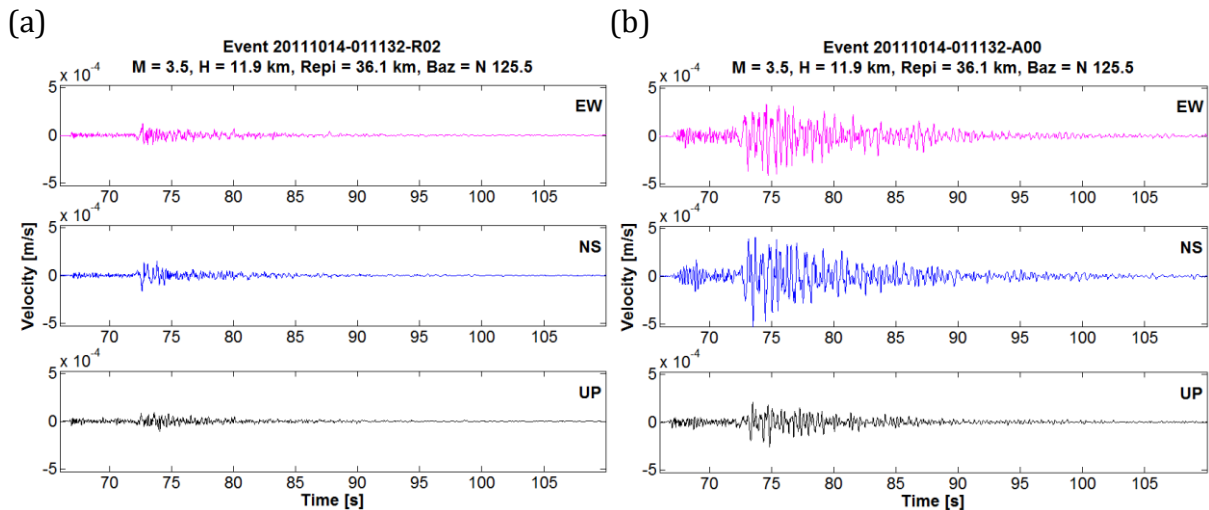 (a)
Event 20111014-011132-R02
M = 3.5, H = 11.9 km, Repi = 36.1 km, Baz = N 125.5
x 10-4
5
0
-5
EW
70 75 80 85 90 95 100 105
x 10-4
5
0
-5
NS
70 75 80 85 90 95 100 105
x 10-4
5
0
-5
UP
70 75 80 85 90 95 100 105
Velocity [m/s]
Time [s]
(b)
Event 20111014-011132-A00
M = 3.5, H = 11.9 km, Repi = 36.1 km, Baz = N 125.5
x 10-4
5
0
-5
EW
70 75 80 85 90 95 100 105
x 10-4
5
0
-5
NS
70 75 80 85 90 95 100 105
x 10-4
5
0
-5
UP
70 75 80 85 90 95 100 105
Velocity [m/s]
Time [s]